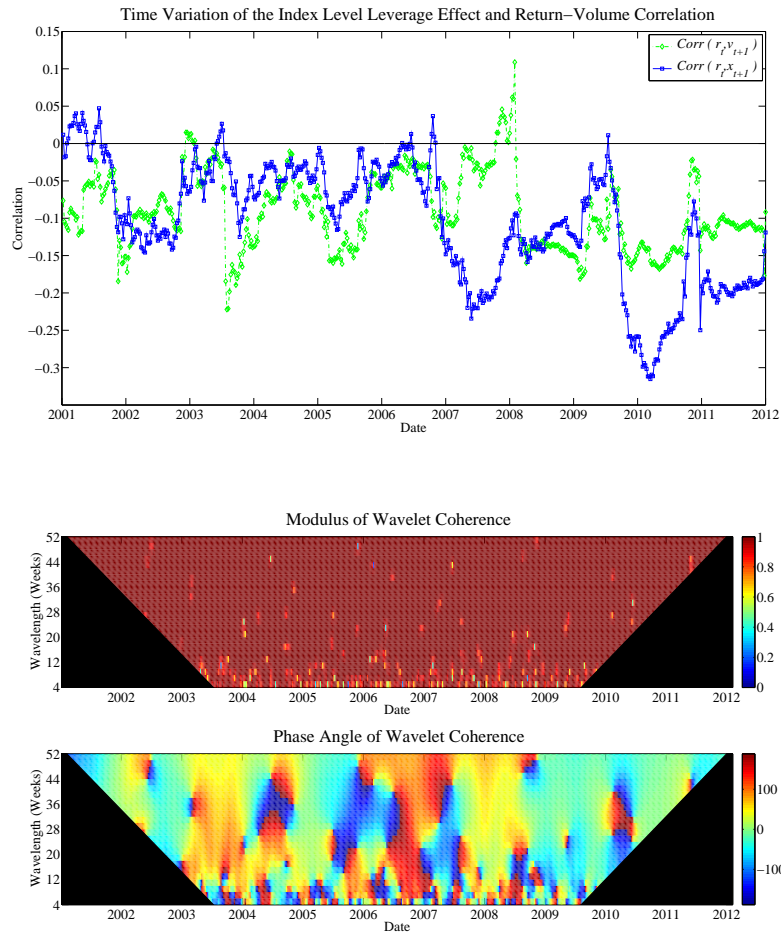 Time Variation of the Index Level Leverage Effect and Return−Volume Correlation
0.15
0.1
0.05
0
−0.05
−0.1
−0.15
−0.2
−0.25
−0.3
Correlation
Corr( r_t, v_{t+1} )
Corr( r_t, x_{t+1} )
2001 2002 2003 2004 2005 2006 2007 2008 2009 2010 2011 2012
Date
Modulus of Wavelet Coherence
Wavelength (Weeks)
52
44
36
28
20
12
4
1
0.8
0.6
0.4
0.2
0
2002 2003 2004 2005 2006 2007 2008 2009 2010 2011 2012
Date
Phase Angle of Wavelet Coherence
Wavelength (Weeks)
52
44
36
28
20
12
4
100
0
−100
2002 2003 2004 2005 2006 2007 2008 2009 2010 2011 2012
Date